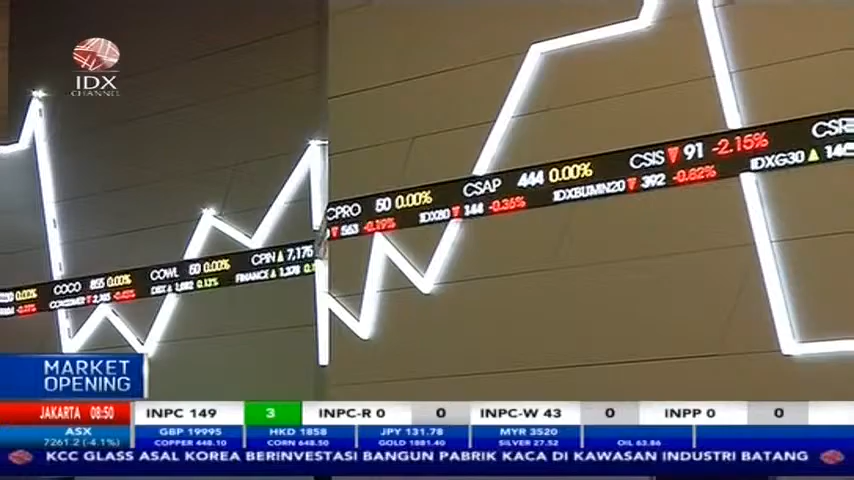 IDX
CHANNEL
CPRO 50 0.00% CSAP 444 0.00% CSIS ▼ 91 -2.15%
▼ 563 -0.19% IDX80 ▼ 144 -0.35% IDXBUMN20 ▼ 392 -0.62% IDXG30 ▲
COCO 855 0.00% COWL 50 0.00% CPIN ▲ 7,175
CONSUMER ▼ FINANCE ▲ 1,378
MARKET
OPENING
JAKARTA 08:50 INPC 149 3 INPC-R 0 0 INPC-W 43 0 INPP 0 0
ASX GBP 19995 HKD 1858 JPY 131.78 MYR 3520
7261.2 (-4.1%) COPPER 448.10 CORN 648.50 GOLD 1881.40 SILVER 27.52 OIL 63.86
KCC GLASS ASAL KOREA BERINVESTASI BANGUN PABRIK KACA DI KAWASAN INDUSTRI BATANG